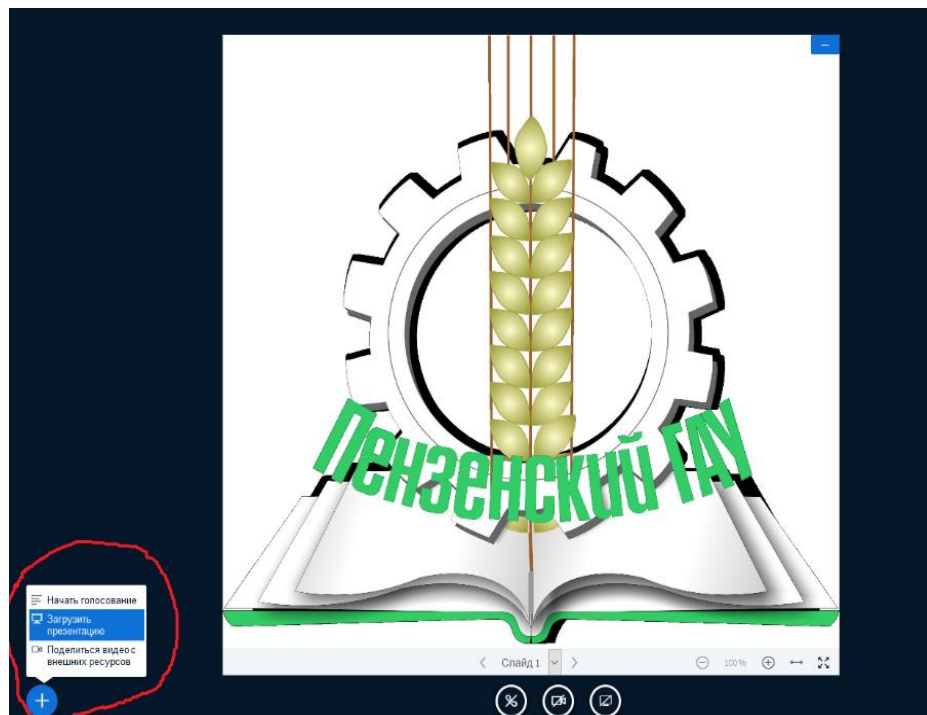 Пензенский ГАУ
Начать голосование
Загрузить
презентацию
Поделиться видео с
внешних ресурсов
Слайд 1
100%